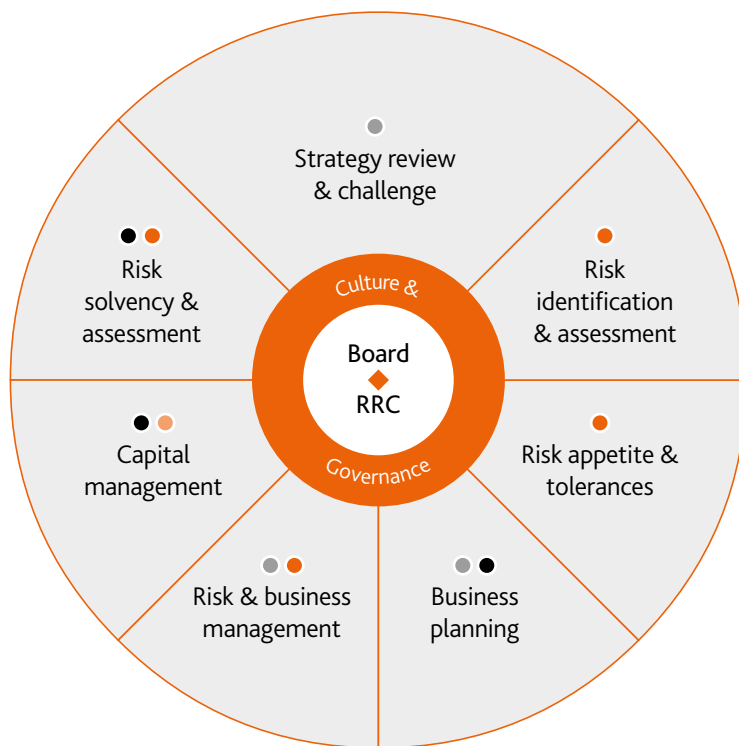 Strategy review
& challenge
Risk
solvency &
assessment
Risk
identification
& assessment
Culture &
Board
RRC
Governance
Capital
management
Risk appetite &
tolerances
Risk & business
management
Business
planning